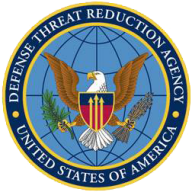 DEFENSE THREAT REDUCTION AGENCY
UNITED STATES OF AMERICA